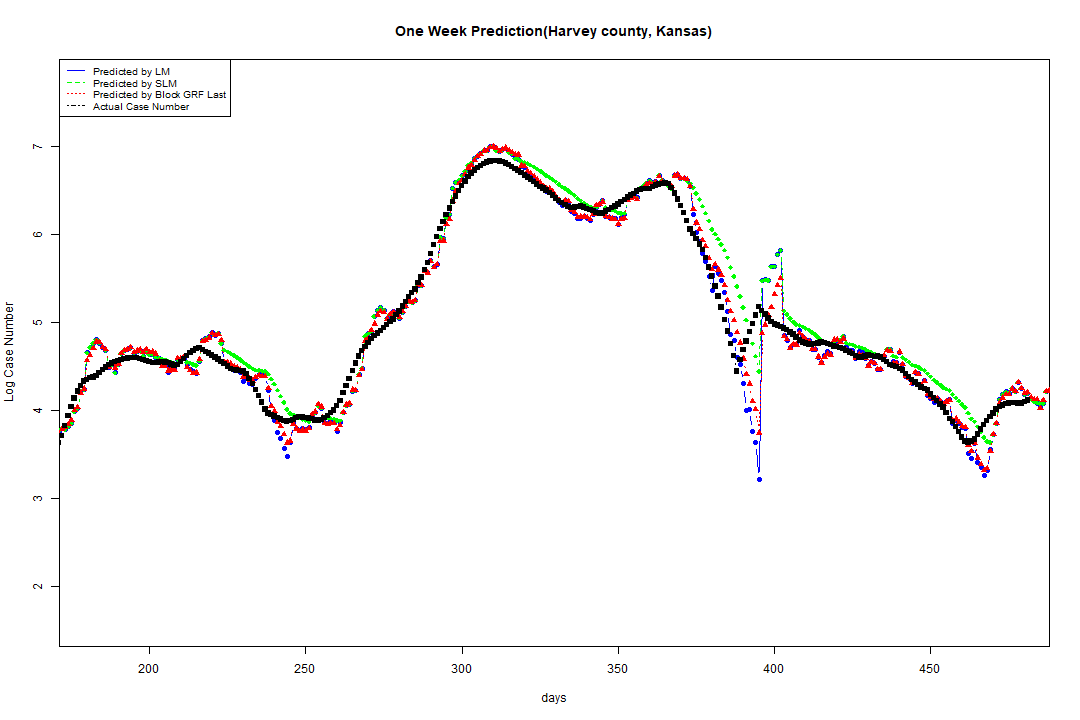 One Week Prediction(Harvey county, Kansas)
Predicted by LM
Predicted by SLM
Predicted by Block GRF Last
Actual Case Number
7
6
5
4
3
2
Log Case Number
200 250 300 350 400 450
days